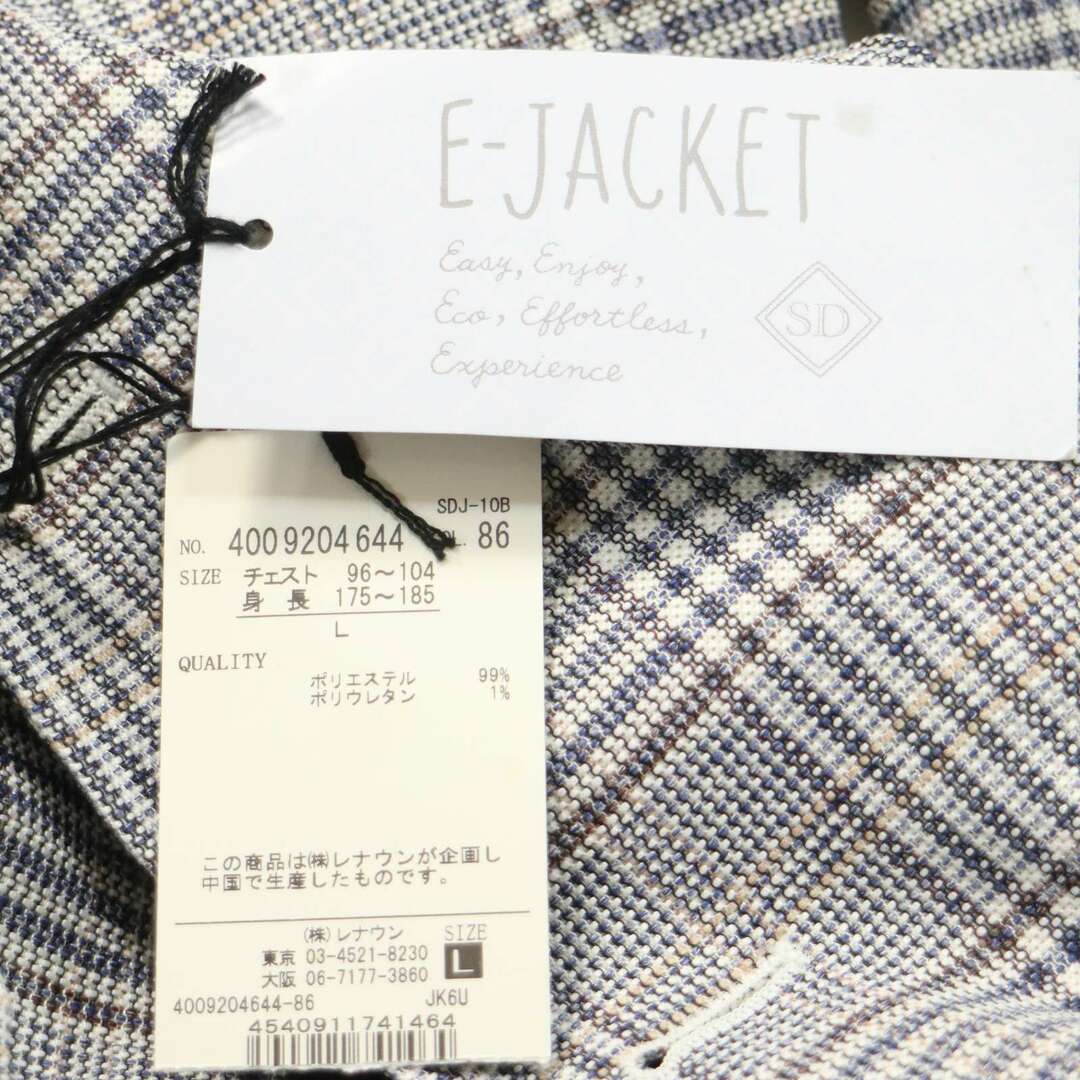 E-JACKET
Easy, Enjoy,
Eco, Effortless,
Experience
SD
SDJ-10B
NO. 4009204644 L. 86
SIZE チェスト 96～104
身長 175～185
L
QUALITY
ポリエステル 99%
ポリウレタン 1%
この商品は㈱レナウンが企画し
中国で生産したものです。
(株)レナウン SIZE
東京 03-4521-8230
大阪 06-7177-3860 L
4009204644-86 JK6U
4540911741464